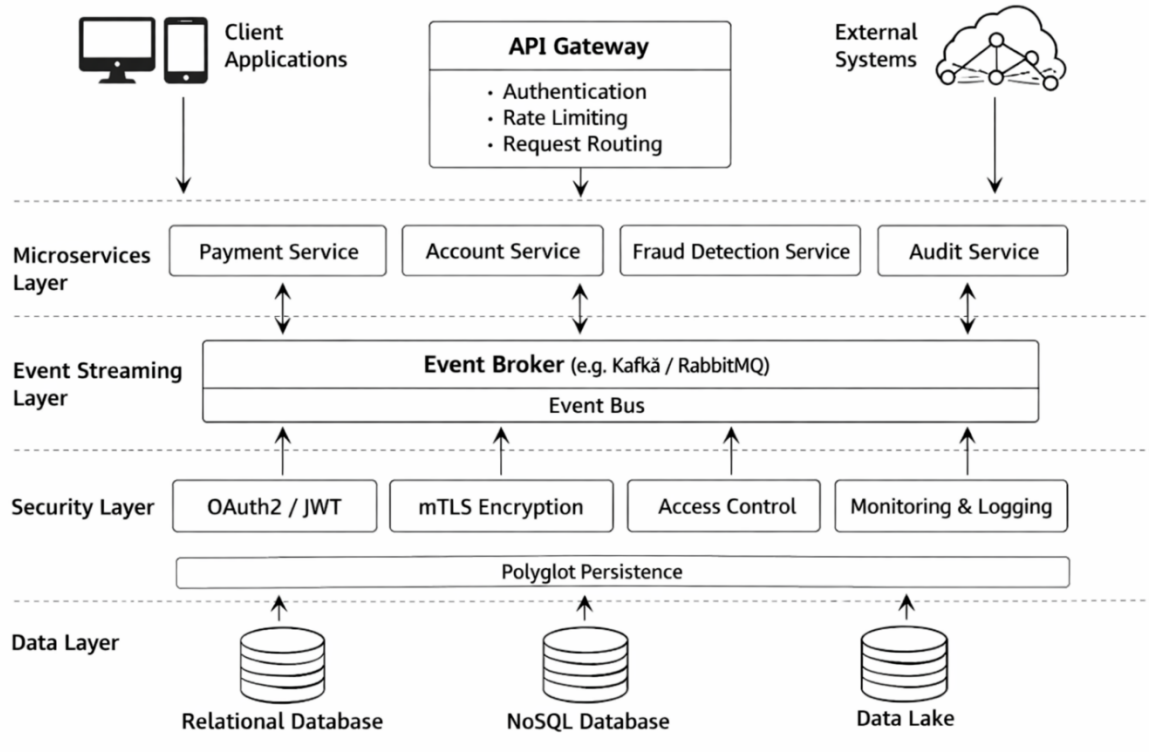 Client
Applications
API Gateway
· Authentication
· Rate Limiting
· Request Routing
External
Systems
Microservices
Layer
Payment Service
Account Service
Fraud Detection Service
Audit Service
Event Streaming
Layer
Event Broker (e.g. Kafkă / RabbitMQ)
Event Bus
Security Layer
OAuth2 / JWT
mTLS Encryption
Access Control
Monitoring & Logging
Polyglot Persistence
Data Layer
Relational Database
NoSQL Database
Data Lake